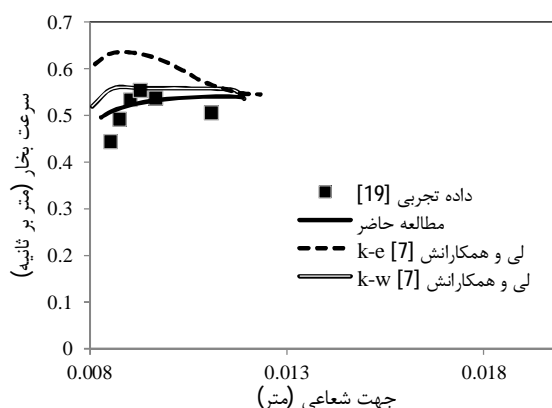 0.7
0.6
0.5
0.4
0.3
0.2
0.1
0
سرعت بخار (متر بر ثانیه)
داده تجربی [19]
مطالعه حاضر
لی و همکارانش [7] k-e
لی و همکارانش [7] k-w
0.008 0.013 0.018
جهت شعاعی (متر)